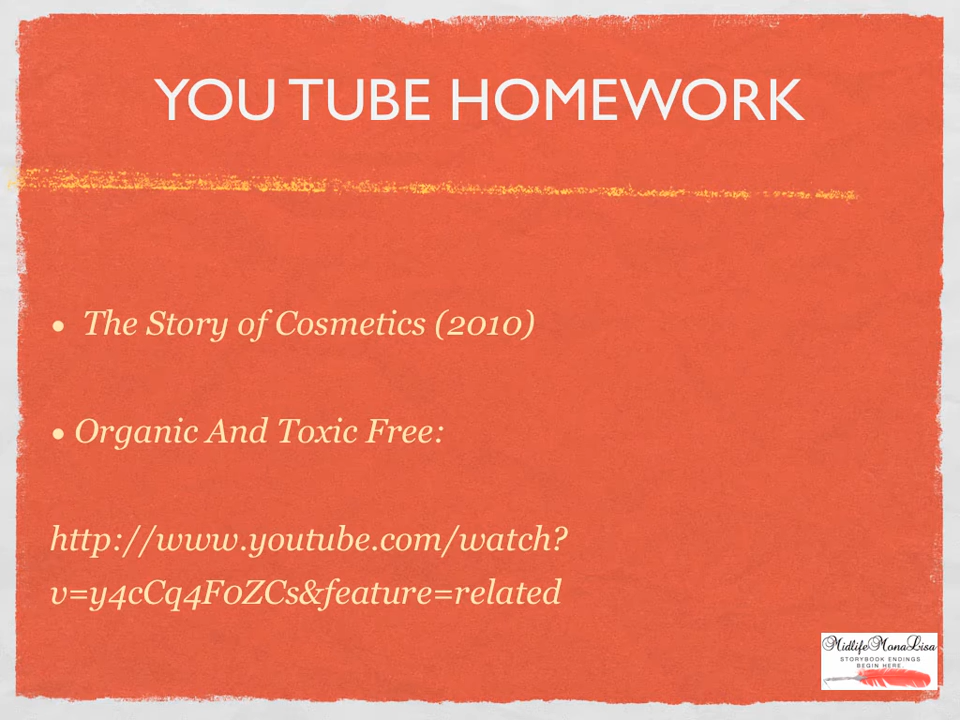 YOU TUBE HOMEWORK
• The Story of Cosmetics (2010)
• Organic And Toxic Free:
http://www.youtube.com/watch?
v=y4cCq4F0ZCs&feature=related
MidlifeMonaLisa
STORYBOOK ENDINGS
BEGIN HERE.